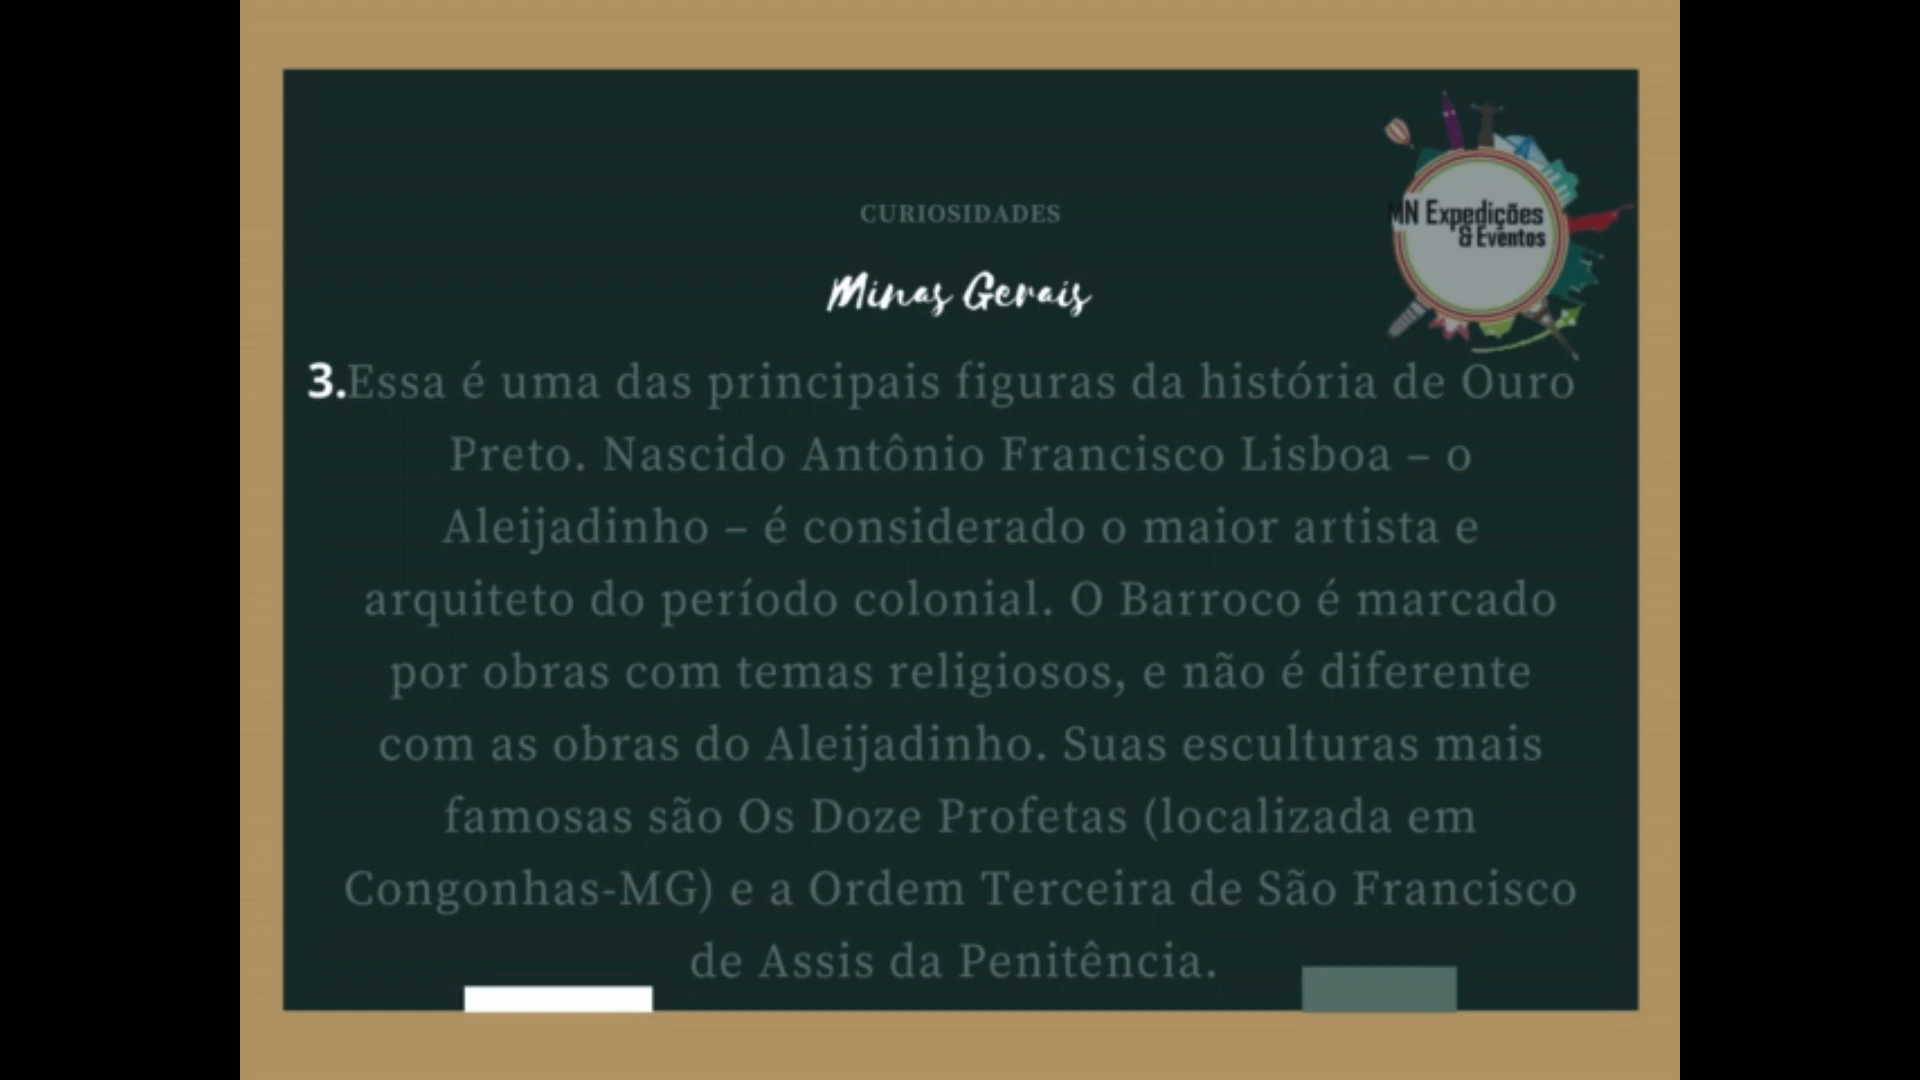 CURIOSIDADES
MN Expedições
& Eventos
Minas Gerais
3.Essa é uma das principais figuras da história de Ouro
Preto. Nascido Antônio Francisco Lisboa – o
Aleijadinho – é considerado o maior artista e
arquiteto do período colonial. O Barroco é marcado
por obras com temas religiosos, e não é diferente
com as obras do Aleijadinho. Suas esculturas mais
famosas são Os Doze Profetas (localizada em
Congonhas-MG) e a Ordem Terceira de São Francisco
de Assis da Penitência.